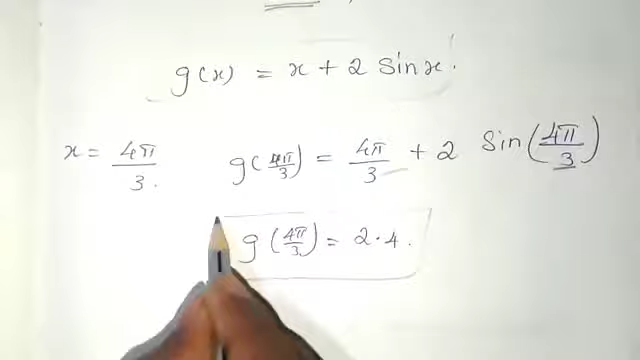 g(x) = x + 2 Sin x.
x = 4π/3. g(4π/3) = 4π/3 + 2 Sin(4π/3)
g(4π/3) = 2.4.